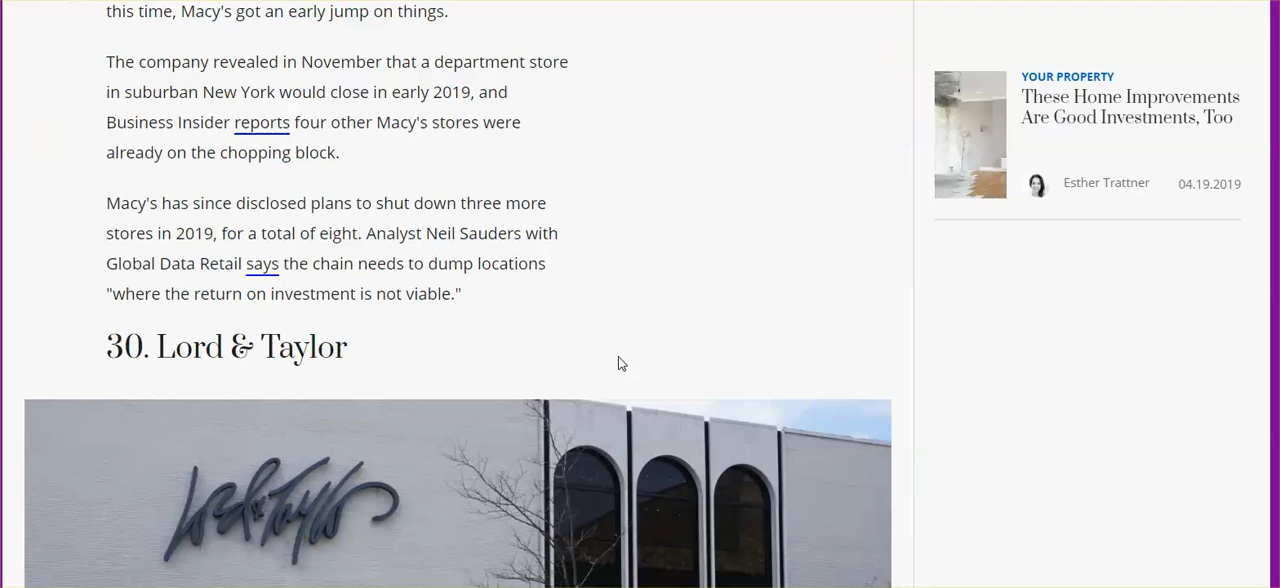 this time, Macy's got an early jump on things.
The company revealed in November that a department store
in suburban New York would close in early 2019, and
Business Insider reports four other Macy's stores were
already on the chopping block.
Macy's has since disclosed plans to shut down three more
stores in 2019, for a total of eight. Analyst Neil Sauders with
Global Data Retail says the chain needs to dump locations
"where the return on investment is not viable."
30. Lord & Taylor
Lord & Taylor
YOUR PROPERTY
These Home Improvements
Are Good Investments, Too
Esther Trattner 04.19.2019